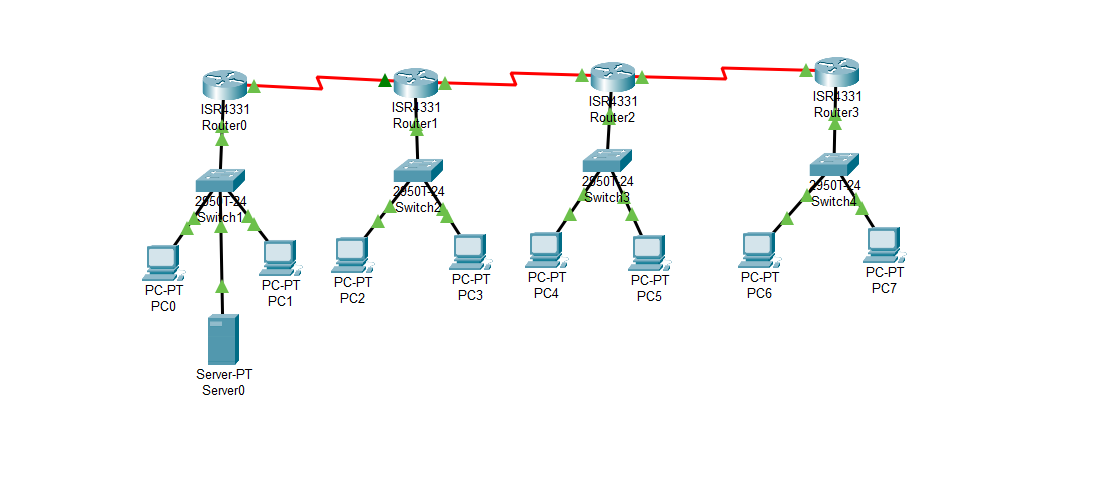 ISR4331
Router0
ISR4331
Router1
ISR4331
Router2
ISR4331
Router3
2950T-24
Switch1
2950T-24
Switch2
2950T-24
Switch3
2950T-24
Switch4
PC-PT
PC0
PC-PT
PC1
PC-PT
PC2
PC-PT
PC3
PC-PT
PC4
PC-PT
PC5
PC-PT
PC6
PC-PT
PC7
Server-PT
Server0